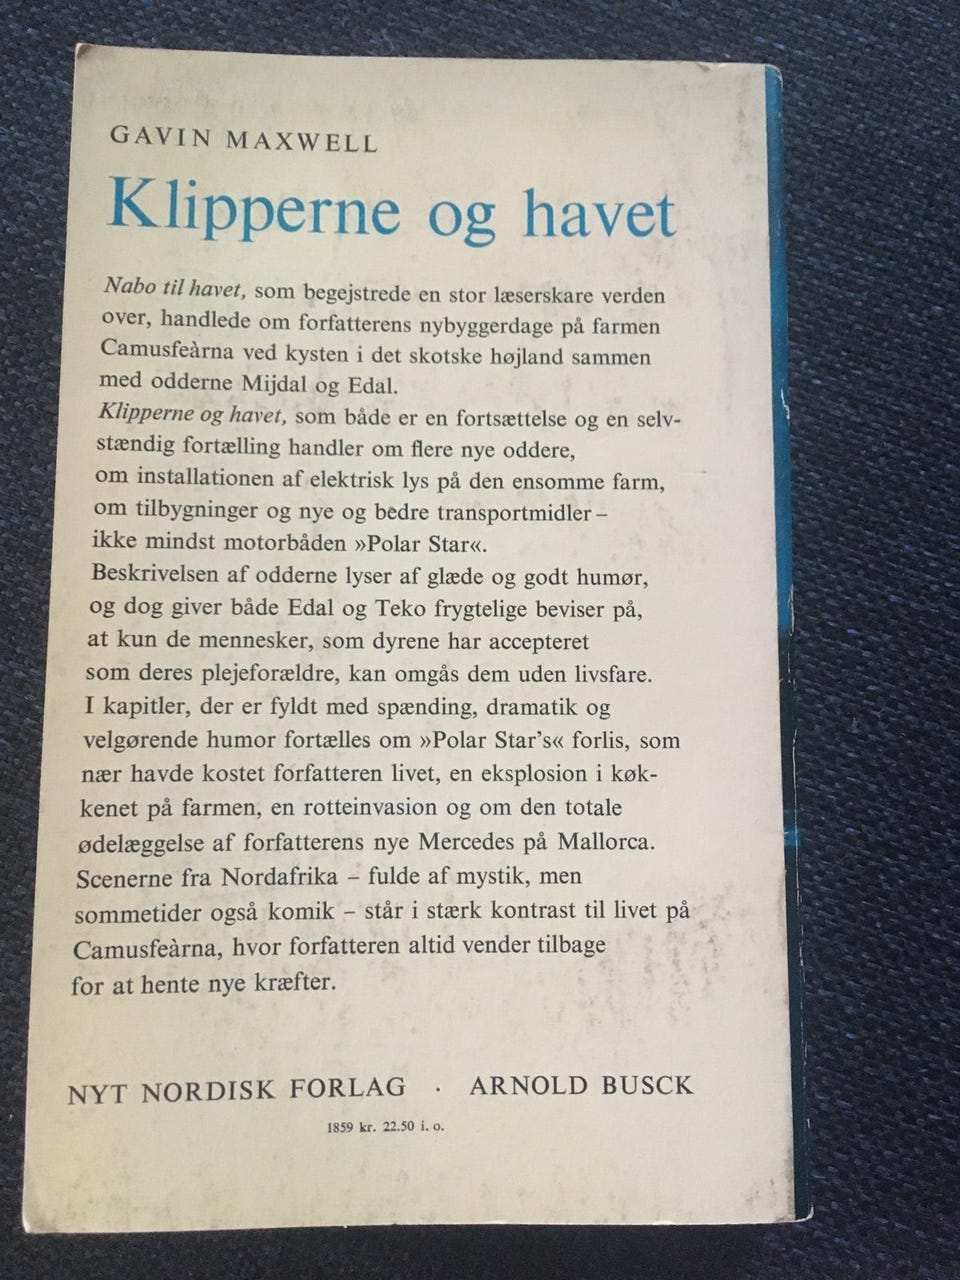 GAVIN MAXWELL
Klipperne og havet
Nabo til havet, som begejstrede en stor læserskare verden
over, handlede om forfatterens nybyggerdage på farmen
Camusfeàrna ved kysten i det skotske højland sammen
med odderne Mijdal og Edal.
Klipperne og havet, som både er en fortsættelse og en selv-
stændig fortælling handler om flere nye oddere,
om installationen af elektrisk lys på den ensomme farm,
om tilbygninger og nye og bedre transportmidler –
ikke mindst motorbåden »Polar Star«.
Beskrivelsen af odderne lyser af glæde og godt humør,
og dog giver både Edal og Teko frygtelige beviser på,
at kun de mennesker, som dyrene har accepteret
som deres plejeforældre, kan omgås dem uden livsfare.
I kapitler, der er fyldt med spænding, dramatik og
velgørende humor fortælles om »Polar Star's« forlis, som
nær havde kostet forfatteren livet, en eksplosion i køk-
kenet på farmen, en rotteinvasion og om den totale
ødelæggelse af forfatterens nye Mercedes på Mallorca.
Scenerne fra Nordafrika – fulde af mystik, men
sommetider også komik – står i stærk kontrast til livet på
Camusfeàrna, hvor forfatteren altid vender tilbage
for at hente nye kræfter.
NYT NORDISK FORLAG · ARNOLD BUSCK
1859 kr. 22.50 i. o.